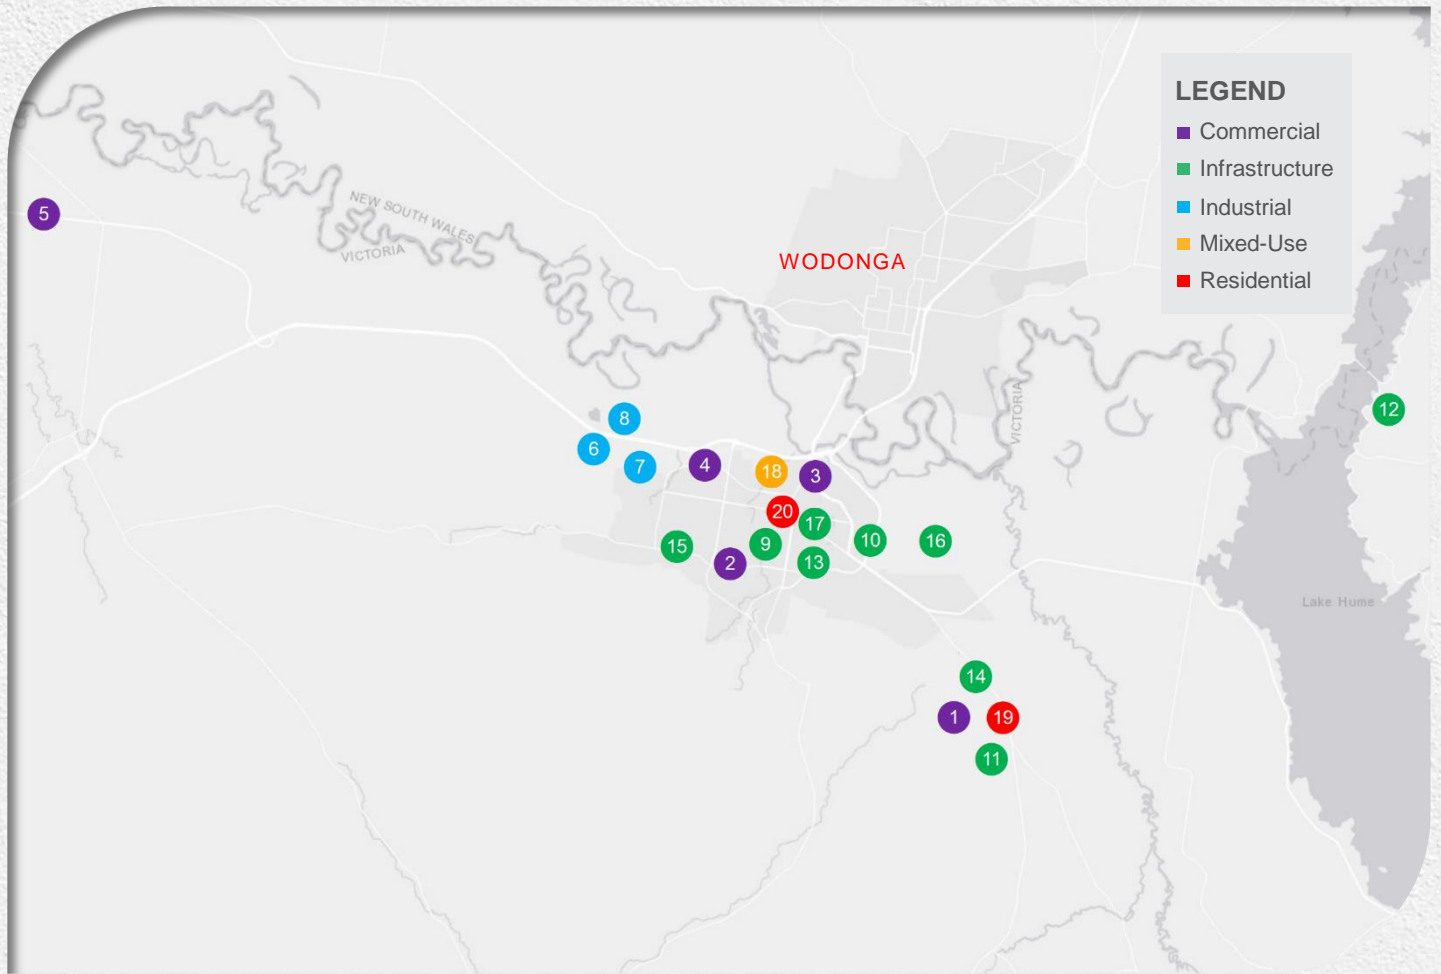 LEGEND
Commercial
Infrastructure
Industrial
Mixed-Use
Residential
NEW SOUTH WALES
VICTORIA
WODONGA
5
VICTORIA
12
8
6
7
4
18
3
20
17
15
9
10
16
2
13
Lake Hume
14
1
19
11